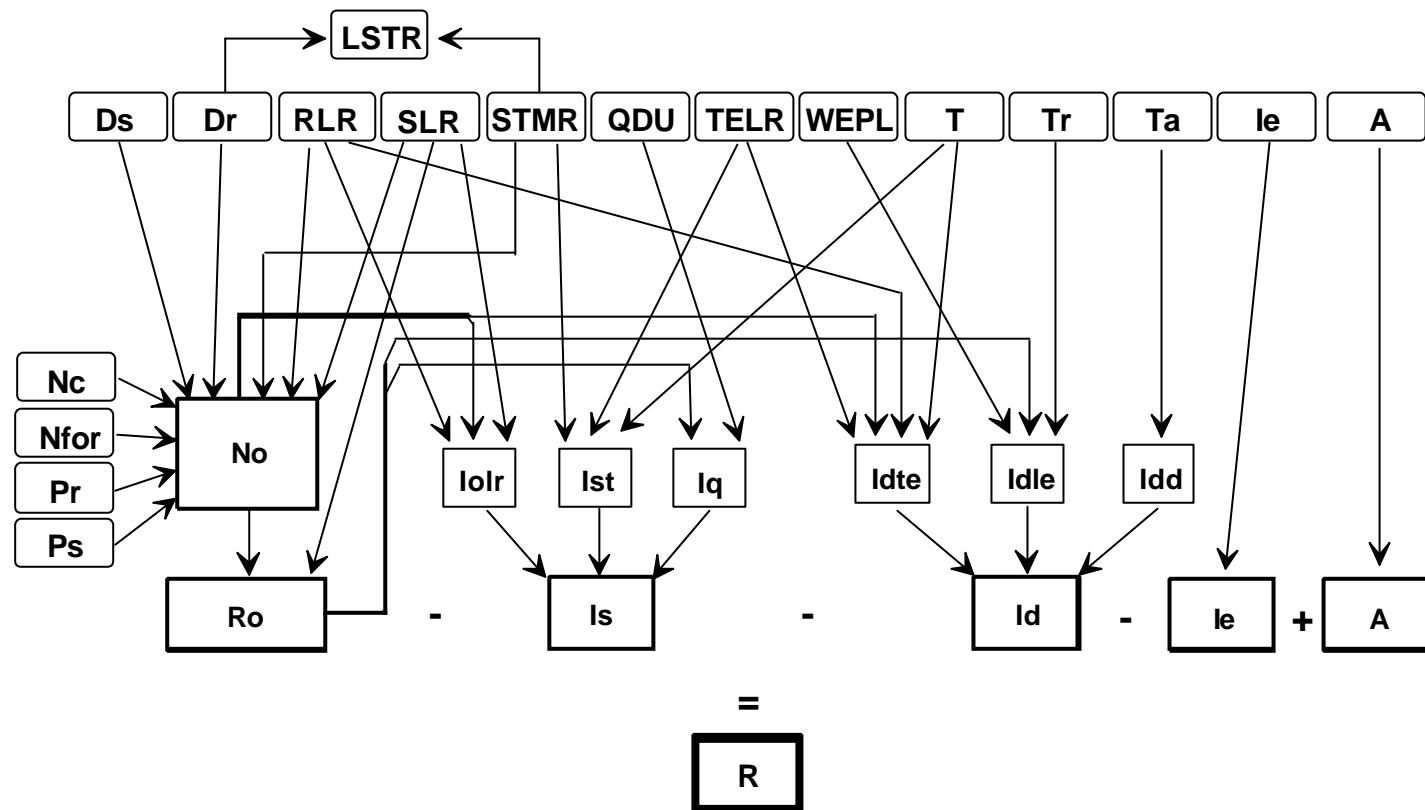 LSTR
Ds Dr RLR SLR STMR QDU TELR WEPL T Tr Ta Ie A
Nc
Nfor
Pr
Ps
No Iolr Ist Iq Idte Idle Idd
Ro - Is - Id - Ie + A
=
R